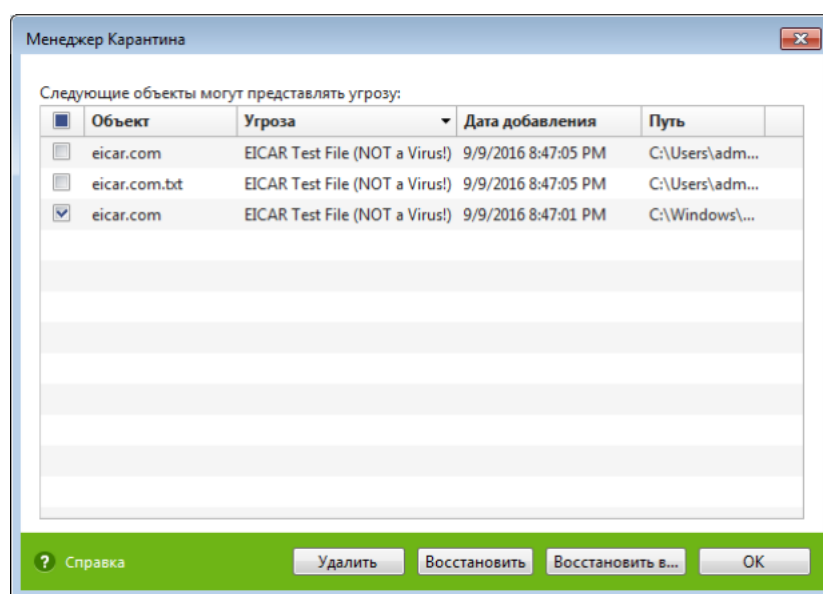 Менеджер Карантина
Следующие объекты могут представлять угрозу:
Объект Угроза Дата добавления Путь
eicar.com EICAR Test File (NOT a Virus!) 9/9/2016 8:47:05 PM C:\Users\adm...
eicar.com.txt EICAR Test File (NOT a Virus!) 9/9/2016 8:47:05 PM C:\Users\adm...
eicar.com EICAR Test File (NOT a Virus!) 9/9/2016 8:47:01 PM C:\Windows\...
? Справка Удалить Восстановить Восстановить в... OK